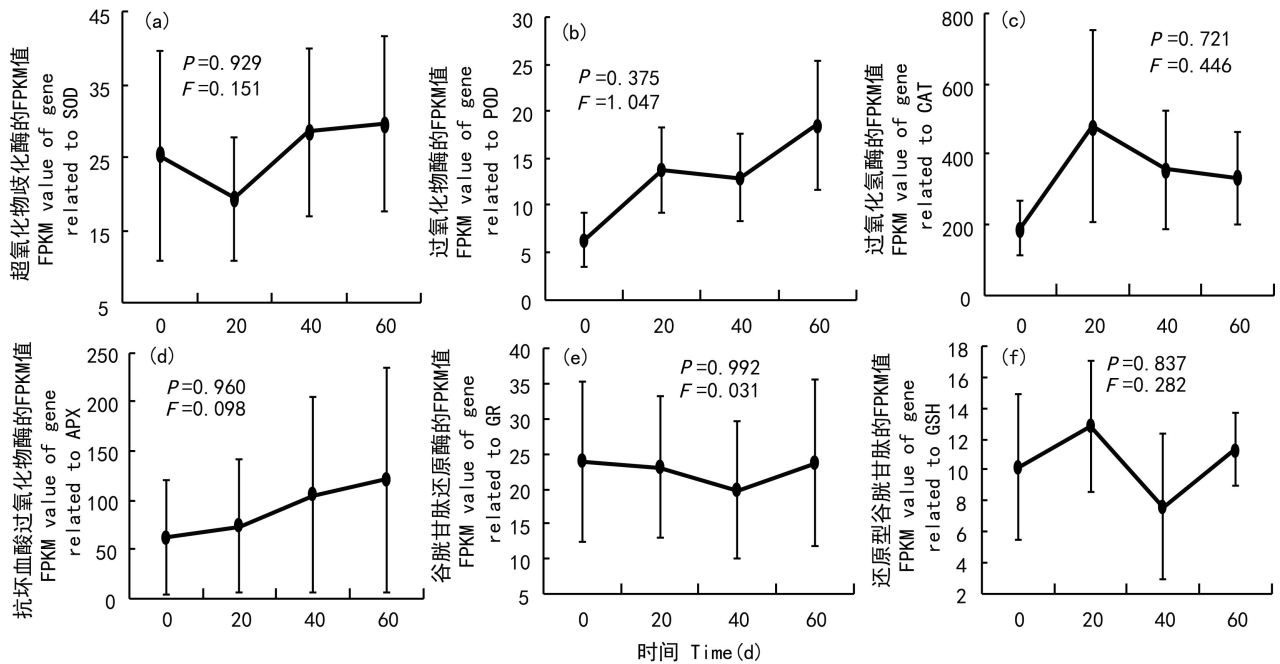 (a)
P=0.929
F=0.151
超氧化物歧化酶的FPKM值
FPKM value of gene
related to SOD
45
35
25
15
5
0 20 40 60
(b)
P=0.375
F=1.047
过氧化物酶的FPKM值
FPKM value of gene
related to POD
30
25
20
15
10
5
0
0 20 40 60
(c)
P=0.721
F=0.446
过氧化氢酶的FPKM值
FPKM value of gene
related to CAT
800
600
400
200
0
0 20 40 60
(d)
P=0.960
F=0.098
抗坏血酸过氧化物酶的FPKM值
FPKM value of gene
related to APX
250
200
150
100
50
0
0 20 40 60
(e)
P=0.992
F=0.031
谷胱甘肽还原酶的FPKM值
FPKM value of gene
related to GR
40
35
30
25
20
15
10
5
0 20 40 60
(f)
P=0.837
F=0.282
还原型谷胱甘肽的FPKM值
FPKM value of gene
related to GSH
18
16
14
12
10
8
6
4
2
0 20 40 60
时间 Time(d)